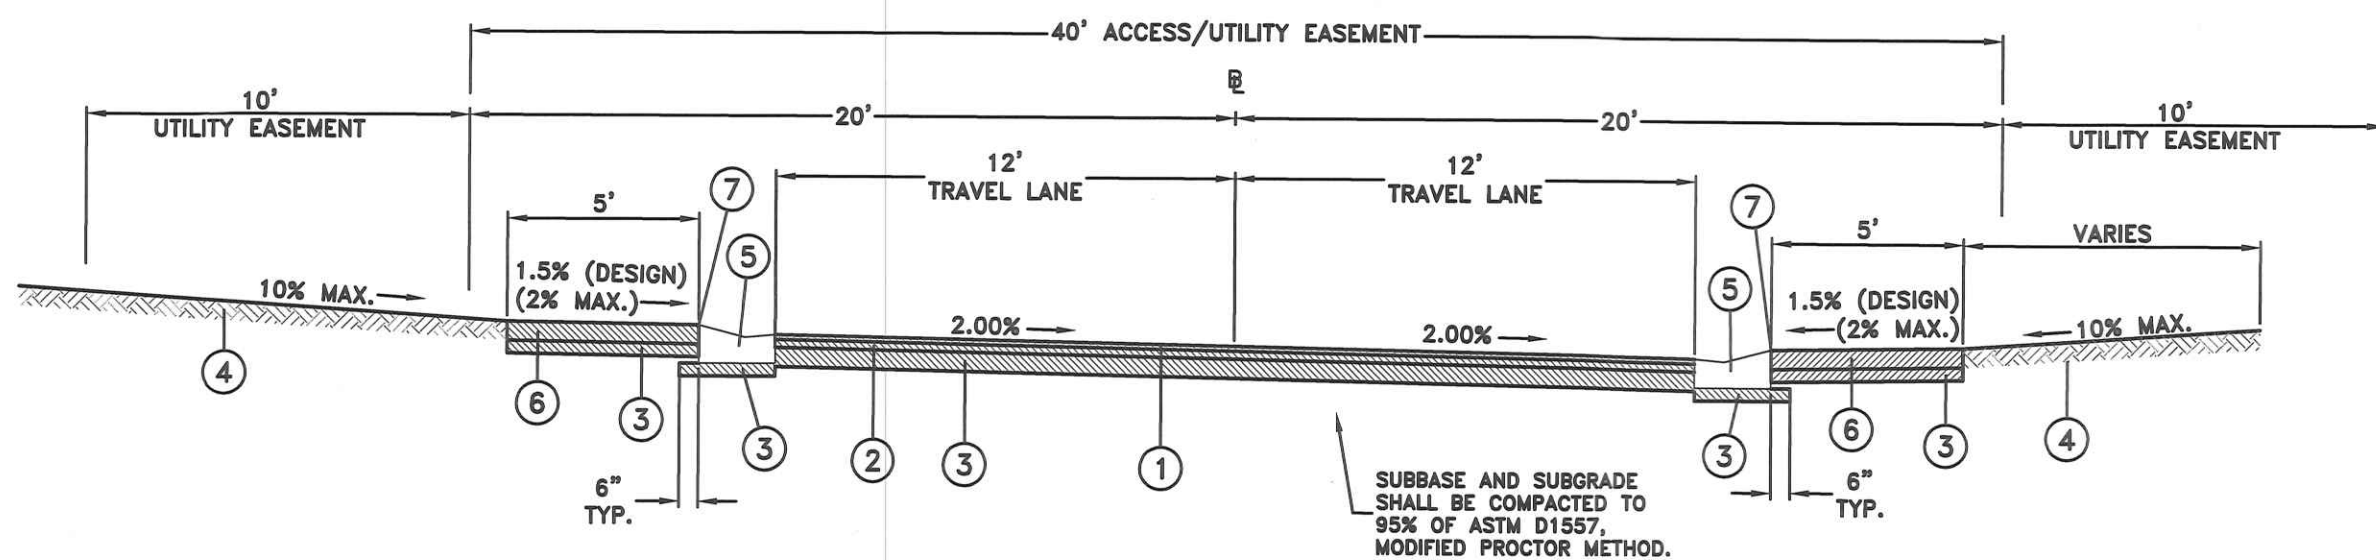 40' ACCESS/UTILITY EASEMENT
10'
UTILITY EASEMENT
20'
20'
10'
UTILITY EASEMENT
12'
TRAVEL LANE
12'
TRAVEL LANE
7
7
5'
5'
VARIES
5
5
1.5% (DESIGN)
(2% MAX.)
1.5% (DESIGN)
(2% MAX.)
10% MAX.
10% MAX.
2.00%
2.00%
4
6
3
3
2
3
1
3
6
3
4
6"
TYP.
6"
TYP.
SUBBASE AND SUBGRADE
SHALL BE COMPACTED TO
95% OF ASTM D1557,
MODIFIED PROCTOR METHOD.